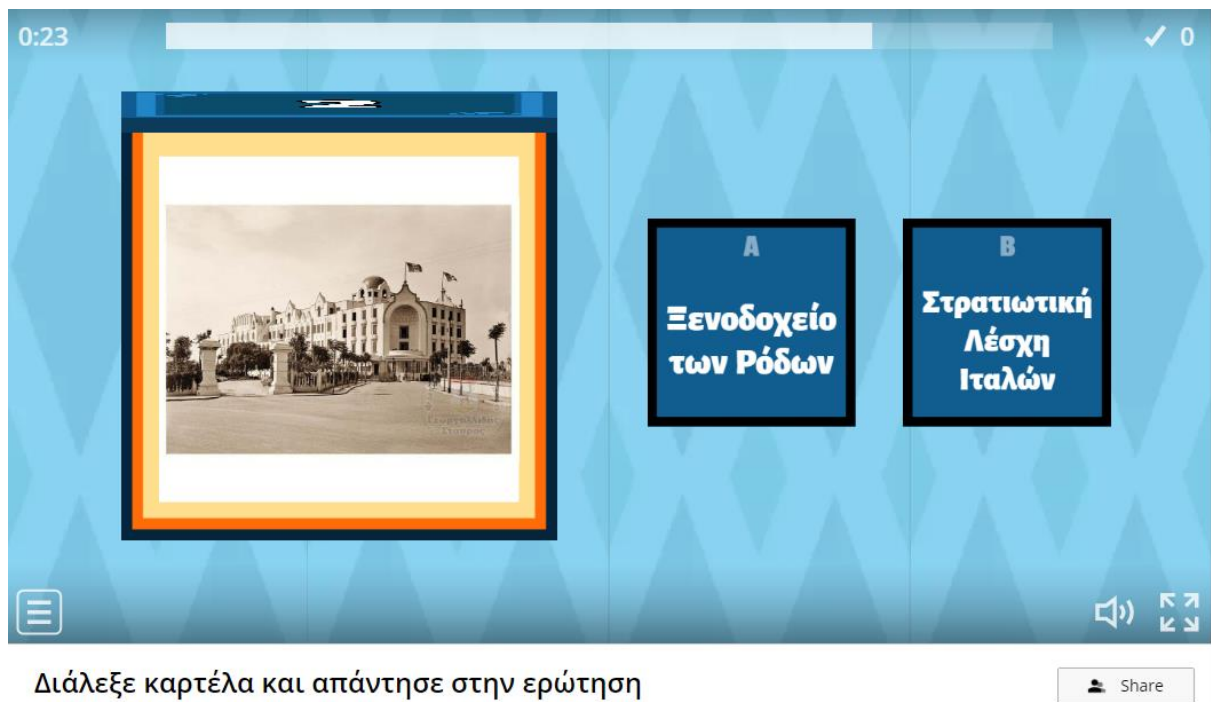 0:23
0
A
Ξενοδοχείο
των Ρόδων
B
Στρατιωτική
Λέσχη
Ιταλών
Διάλεξε καρτέλα και απάντησε στην ερώτηση
Share